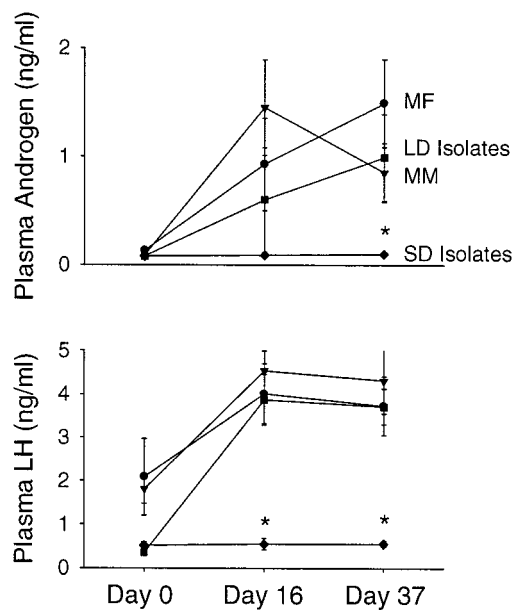 Plasma Androgen (ng/ml)
2
1
0
MF
LD Isolates
MM
*
SD Isolates
Plasma LH (ng/ml)
5
4
3
2
1
0
*
*
Day 0
Day 16
Day 37